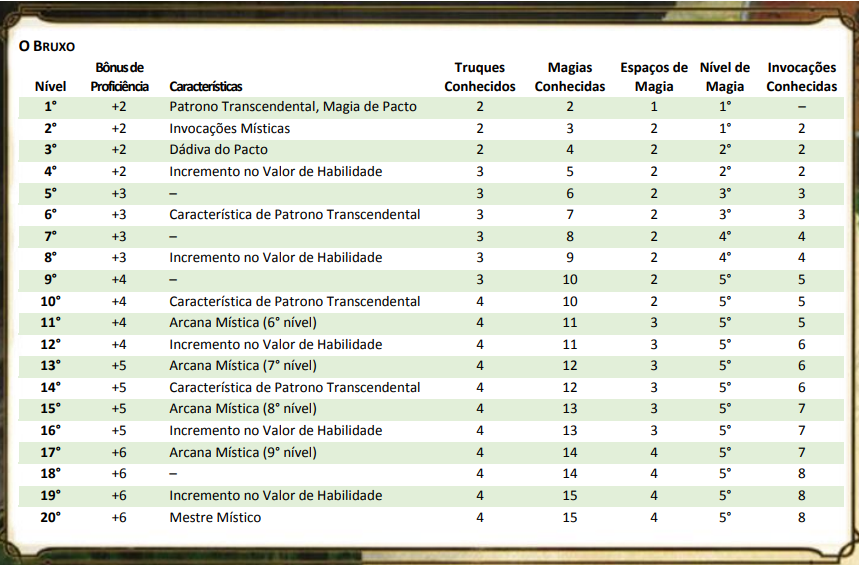 O BRUXO
Bônus de Truques Magias Espaços de Nível de Invocações
Nível Proficiência Características Conhecidos Conhecidas Magia Magia Conhecidas
1° +2 Patrono Transcendental, Magia de Pacto 2 2 1 1° –
2° +2 Invocações Místicas 2 3 2 1° 2
3° +2 Dádiva do Pacto 2 4 2 2° 2
4° +2 Incremento no Valor de Habilidade 3 5 2 2° 2
5° +3 – 3 6 2 3° 3
6° +3 Característica de Patrono Transcendental 3 7 2 3° 3
7° +3 – 3 8 2 4° 4
8° +3 Incremento no Valor de Habilidade 3 9 2 4° 4
9° +4 – 3 10 2 5° 5
10° +4 Característica de Patrono Transcendental 4 10 2 5° 5
11° +4 Arcana Mística (6° nível) 4 11 3 5° 5
12° +4 Incremento no Valor de Habilidade 4 11 3 5° 6
13° +5 Arcana Mística (7° nível) 4 12 3 5° 6
14° +5 Característica de Patrono Transcendental 4 12 3 5° 6
15° +5 Arcana Mística (8° nível) 4 13 3 5° 7
16° +5 Incremento no Valor de Habilidade 4 13 3 5° 7
17° +6 Arcana Mística (9° nível) 4 14 4 5° 7
18° +6 – 4 14 4 5° 8
19° +6 Incremento no Valor de Habilidade 4 15 4 5° 8
20° +6 Mestre Místico 4 15 4 5° 8